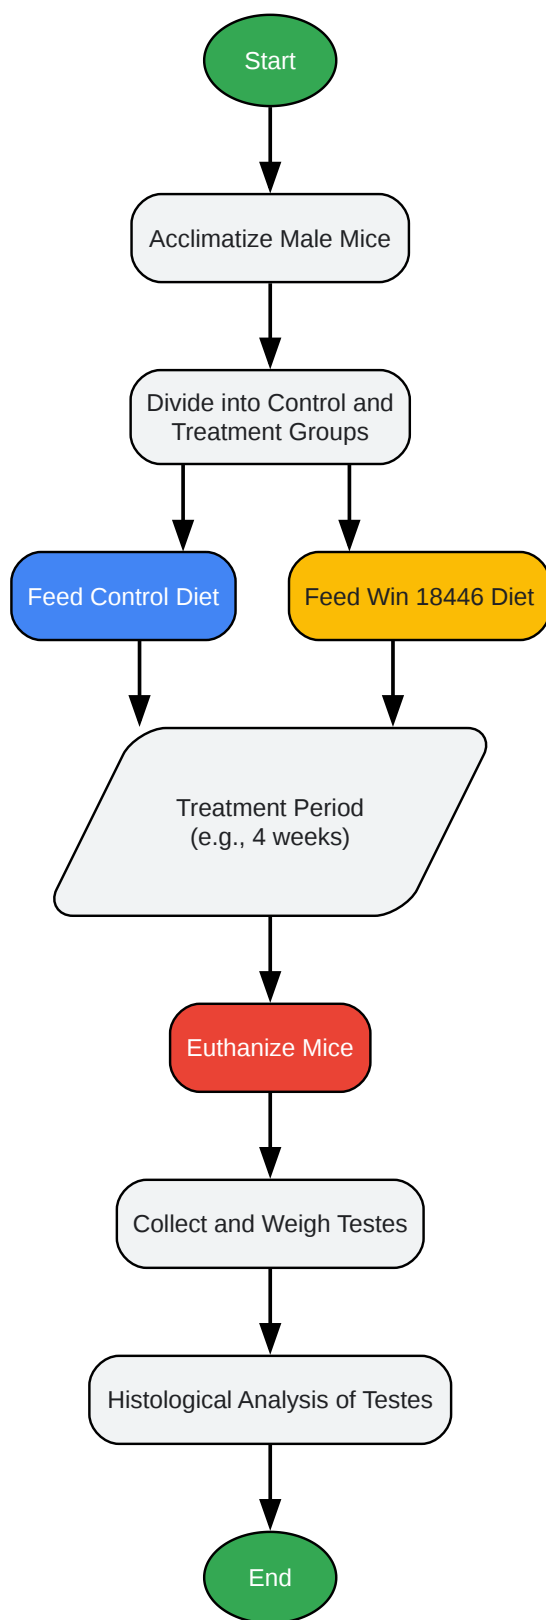 Start
Acclimatize Male Mice
Divide into Control and
Treatment Groups
Feed Control Diet
Feed Win 18446 Diet
Treatment Period
(e.g., 4 weeks)
Euthanize Mice
Collect and Weigh Testes
Histological Analysis of Testes
End